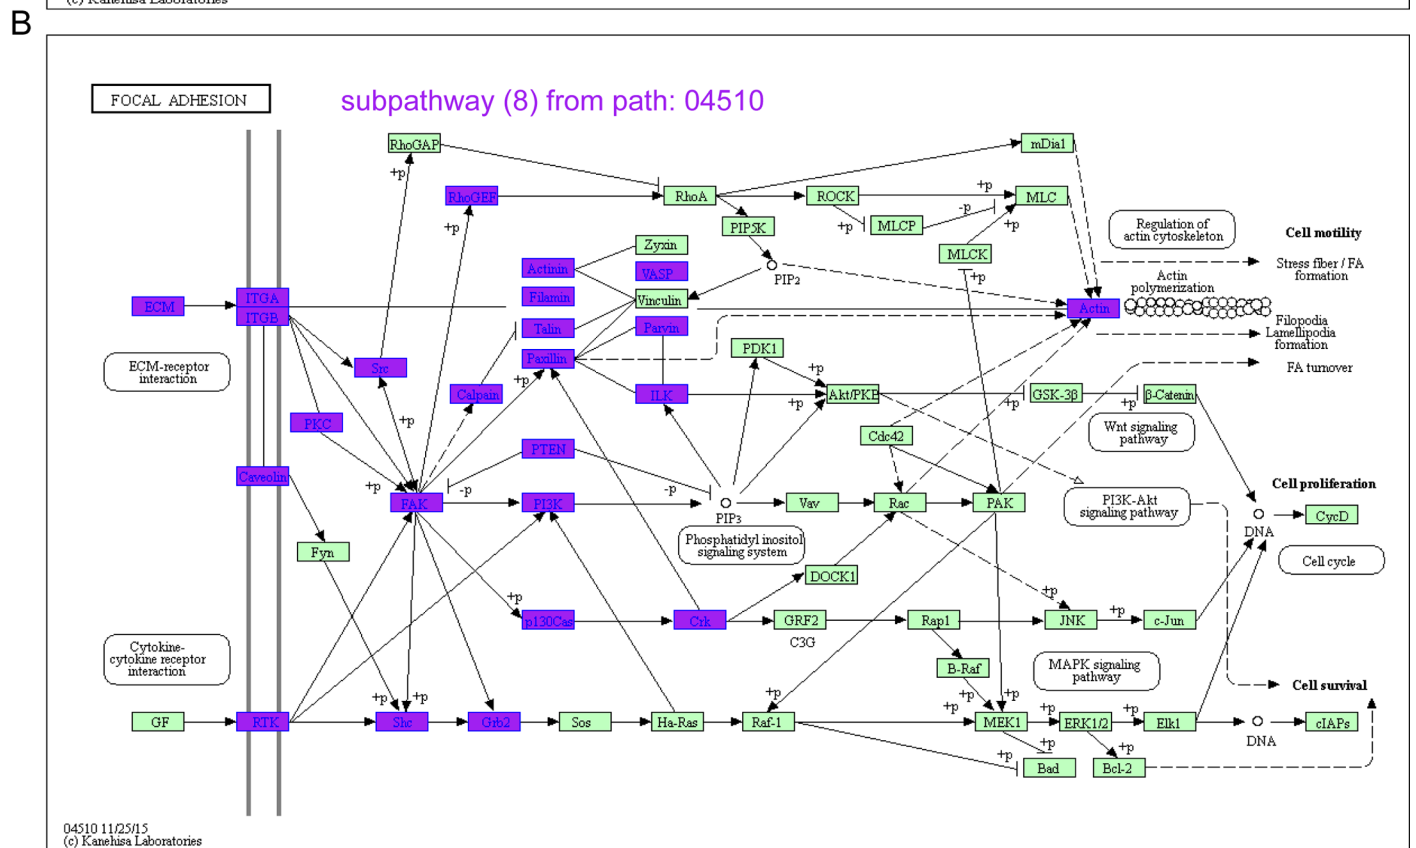 (c) Kanehisa Laboratories
B
FOCAL ADHESION
subpathway (8) from path: 04510
RhoGAP
mDia1
+p
RhoGEF
RhoA
ROCK
+p
MLC
+p
PIP5K
+p
MLCP
-p
+p
Zyxin
MLCK
Regulation of
actin cytoskeleton
Cell motility
Actinin
VASP
PIP2
+p
Stress fiber / FA
formation
Actin
polymerization
ECM
ITGA
ITGB
Filamin
Vinculin
Actin
Talin
Parvin
Filopodia
Lamellipodia
formation
ECM-receptor
interaction
Src
Paxillin
PDK1
FA turnover
+p
+p
Calpain
ILK
+p
Akt/PKB
+p
GSK-3β
+p
β-Catenin
PKC
+p
Cdc42
Wnt signaling
pathway
PTEN
Caveolin
+p
-p
-p
Cell proliferation
FAK
PI3K
PIP3
Vav
Rac
PAK
PI3K-Akt
signaling pathway
DNA
CycD
Fyn
Phosphatidyl inositol
signaling system
Cell cycle
DOCK1
+p
+p
p130Cas
Crk
GRF2
C3G
Rap1
JNK
+p
c-Jun
Cytokine-
cytokine receptor
interaction
B-Raf
MAPK signaling
pathway
Cell survival
+p
+p
+p
+p
+p
GF
RTK
Shc
Grb2
Sos
Ha-Ras
Raf-1
+p
MEK1
+p
ERK1/2
+p
Elk1
DNA
cIAPs
+p
+p
+p
Bad
Bcl-2
04510 11/25/15
(c) Kanehisa Laboratories